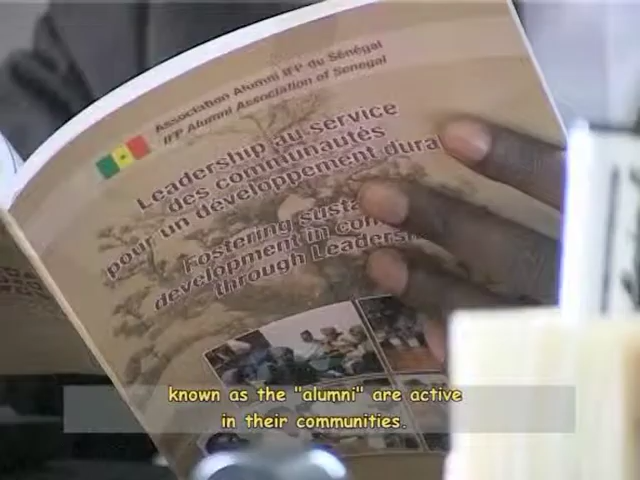 Association Alumni IFP du Sénégal
IFP Alumni Association of Senegal
Leadership au service
des communautés
pour un développement dura
Fostering susta
development in com
through Leaders
known as the "alumni" are active
in their communities.